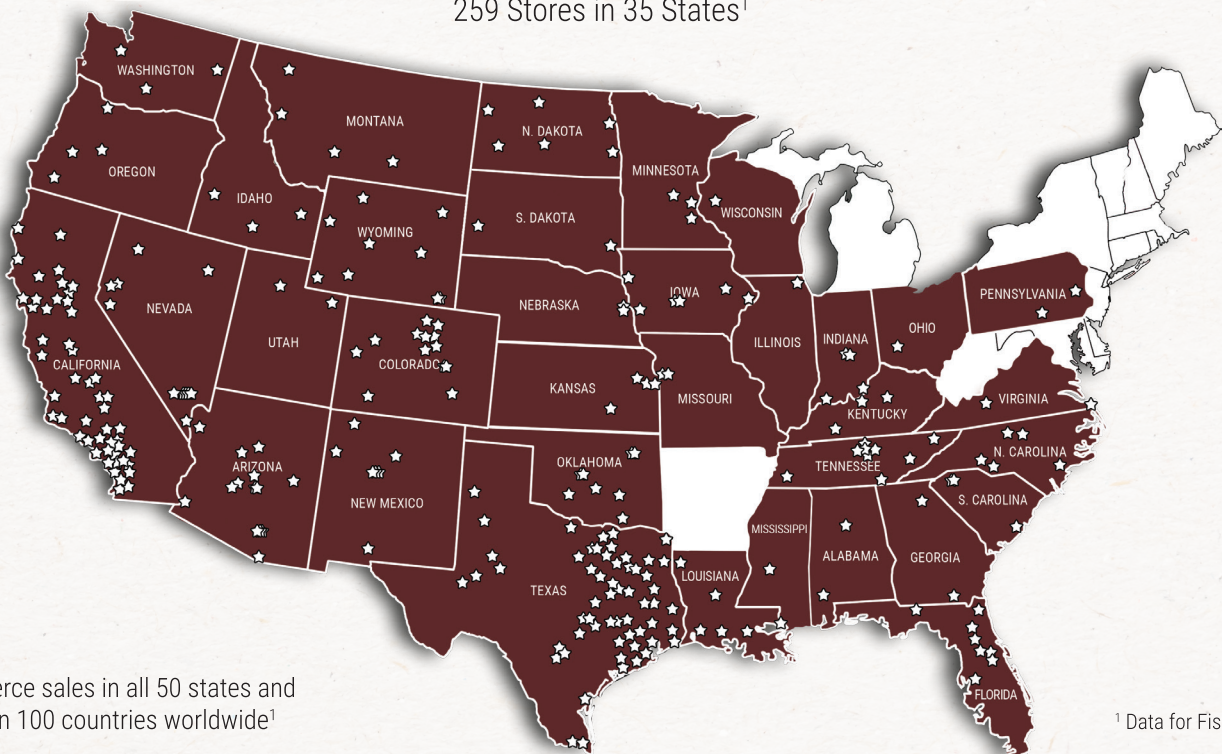 259 Stores in 35 States¹
WASHINGTON
MONTANA
N. DAKOTA
MINNESOTA
OREGON
IDAHO
WISCONSIN
S. DAKOTA
WYOMING
IOWA
PENNSYLVANIA
NEBRASKA
NEVADA
OHIO
INDIANA
UTAH
ILLINOIS
CALIFORNIA
COLORADO
KANSAS
MISSOURI
VIRGINIA
KENTUCKY
N. CAROLINA
OKLAHOMA
ARIZONA
TENNESSEE
S. CAROLINA
NEW MEXICO
MISSISSIPPI
ALABAMA
GEORGIA
LOUISIANA
TEXAS
FLORIDA
erce sales in all 50 states and
n 100 countries worldwide¹
¹ Data for Fis